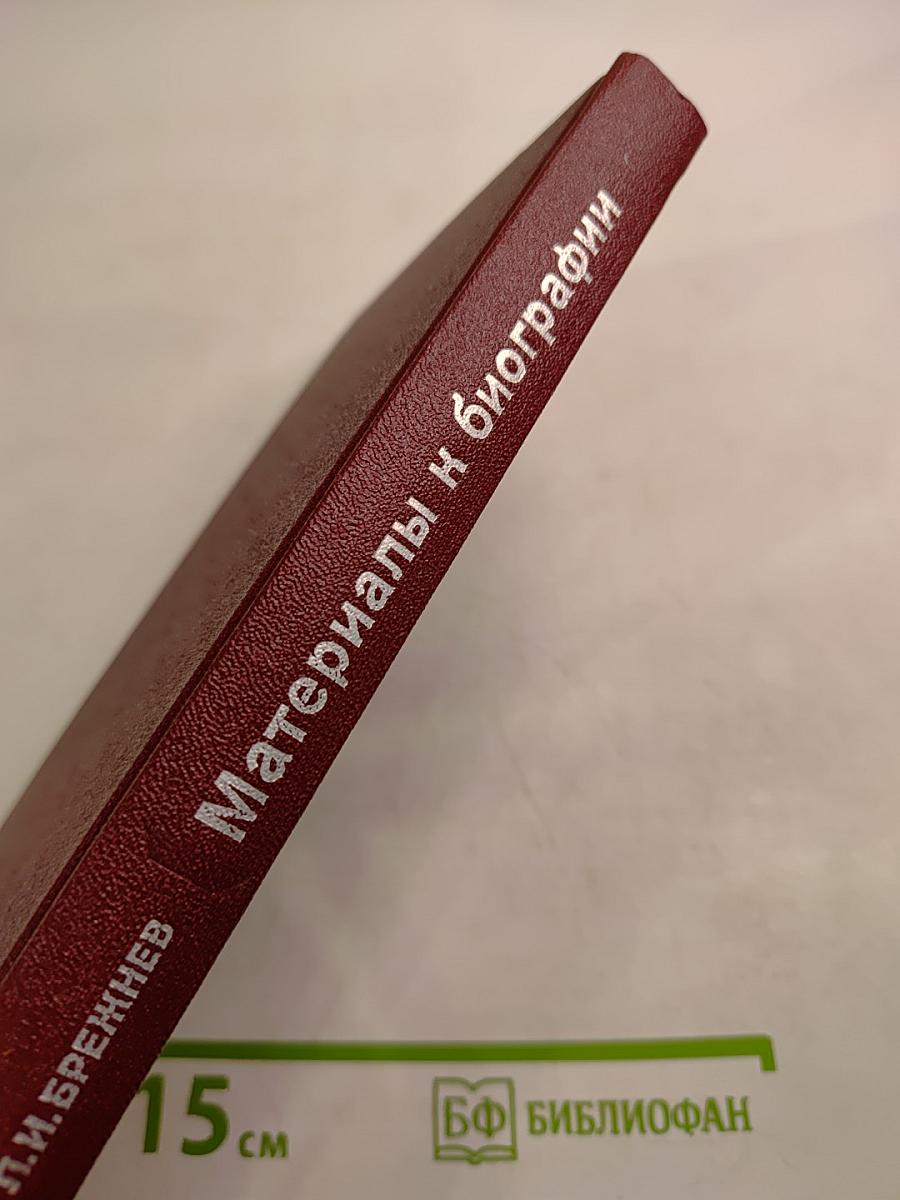 Л.И.БРЕЖНЕВ
Материалы к биографии
15 см
БФ БИБЛИОФАН